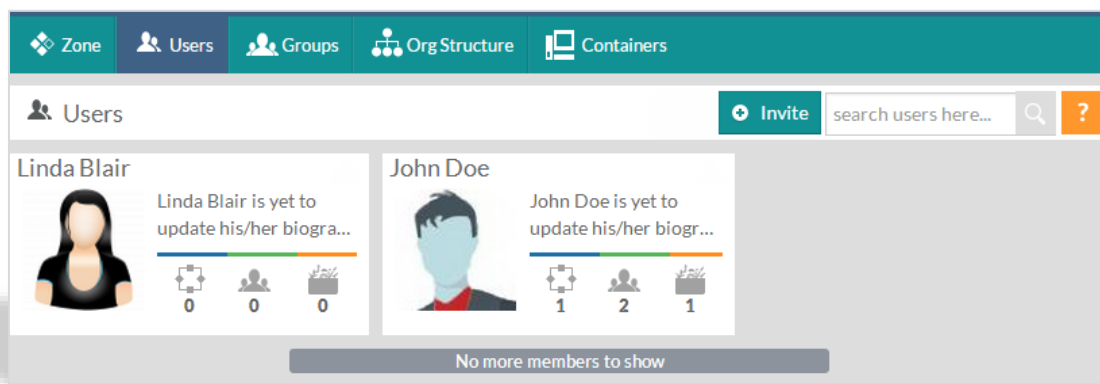 Zone Users Groups Org Structure Containers
Users
Invite search users here... ?
Linda Blair
Linda Blair is yet to
update his/her biogra...
0 0 0
John Doe
John Doe is yet to
update his/her biogr...
1 2 1
No more members to show